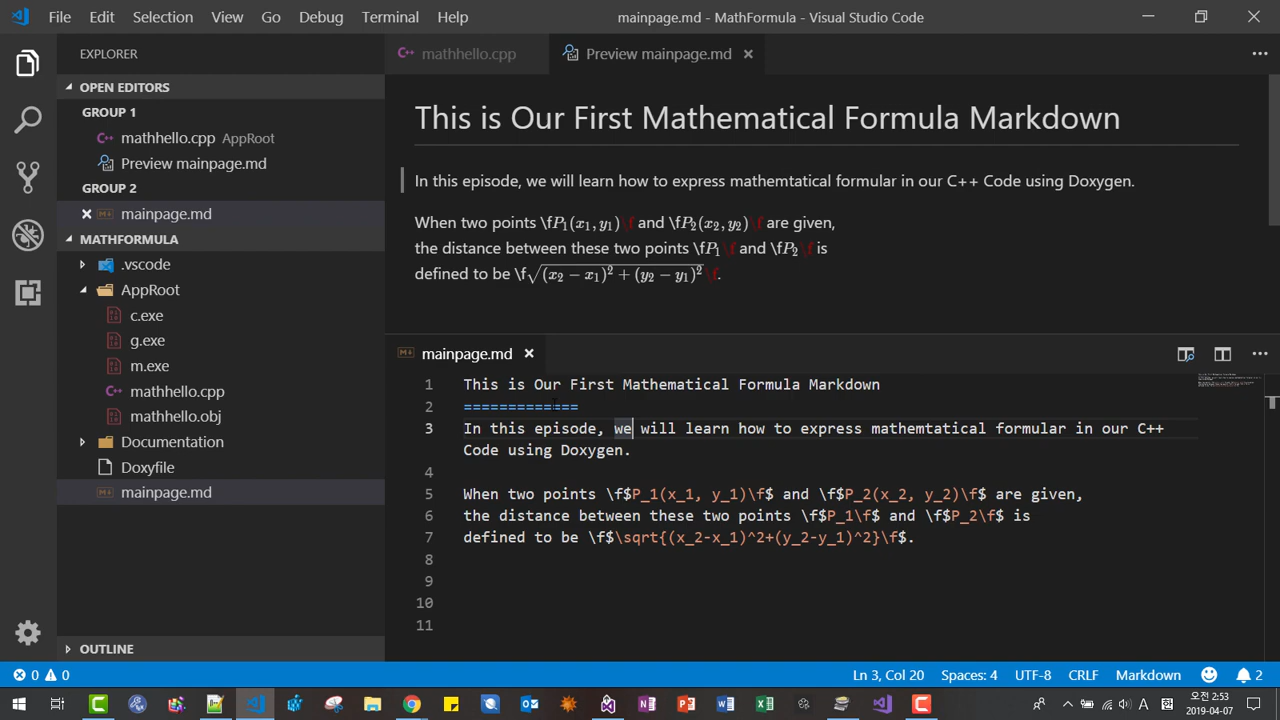 File Edit Selection View Go Debug Terminal Help
mainpage.md - MathFormula - Visual Studio Code
EXPLORER
OPEN EDITORS
GROUP 1
mathhello.cpp AppRoot
Preview mainpage.md
GROUP 2
mainpage.md
MATHFORMULA
.vscode
AppRoot
c.exe
g.exe
m.exe
mathhello.cpp
mathhello.obj
Documentation
Doxyfile
mainpage.md
OUTLINE
mathhello.cpp
Preview mainpage.md
This is Our First Mathematical Formula Markdown
In this episode, we will learn how to express mathemtatical formular in our C++ Code using Doxygen.
When two points \fP₁(x₁, y₁)\f and \fP₂(x₂, y₂)\f are given,
the distance between these two points \fP₁\f and \fP₂\f is
defined to be \f√(x₂ − x₁)² + (y₂ − y₁)²\f.
mainpage.md
1 This is Our First Mathematical Formula Markdown
2 =============
3 In this episode, we will learn how to express mathemtatical formular in our C++
Code using Doxygen.
4
5 When two points \f$P_1(x_1, y_1)\f$ and \f$P_2(x_2, y_2)\f$ are given,
6 the distance between these two points \f$P_1\f$ and \f$P_2\f$ is
7 defined to be \f$\sqrt{(x_2-x_1)^2+(y_2-y_1)^2}\f$.
8
9
10
11
0 0 Ln 3, Col 20 Spaces: 4 UTF-8 CRLF Markdown 2
A 오전 2:53
2019-04-07